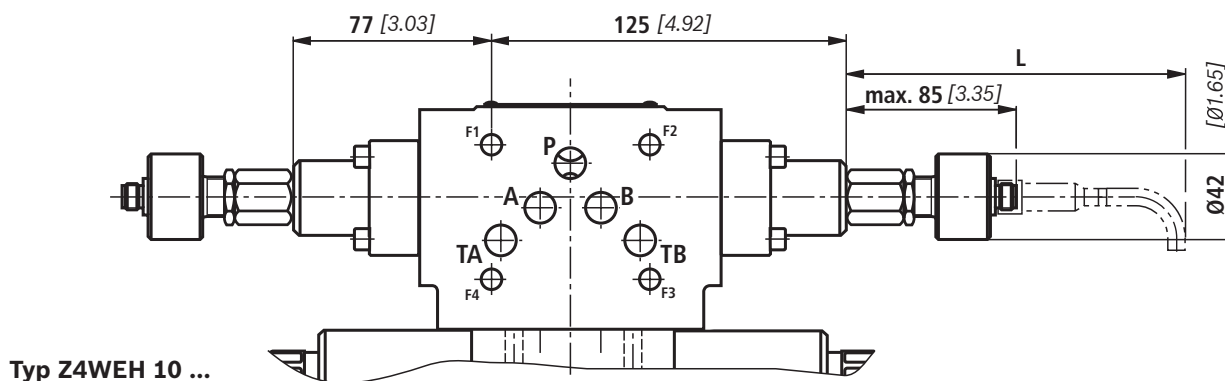 77 [3.03]
125 [4.92]
L
max. 85 [3.35]
[Ø1.65]
Ø42
F1
F2
P
A
B
TA
TB
F4
F3
Typ Z4WEH 10 ...